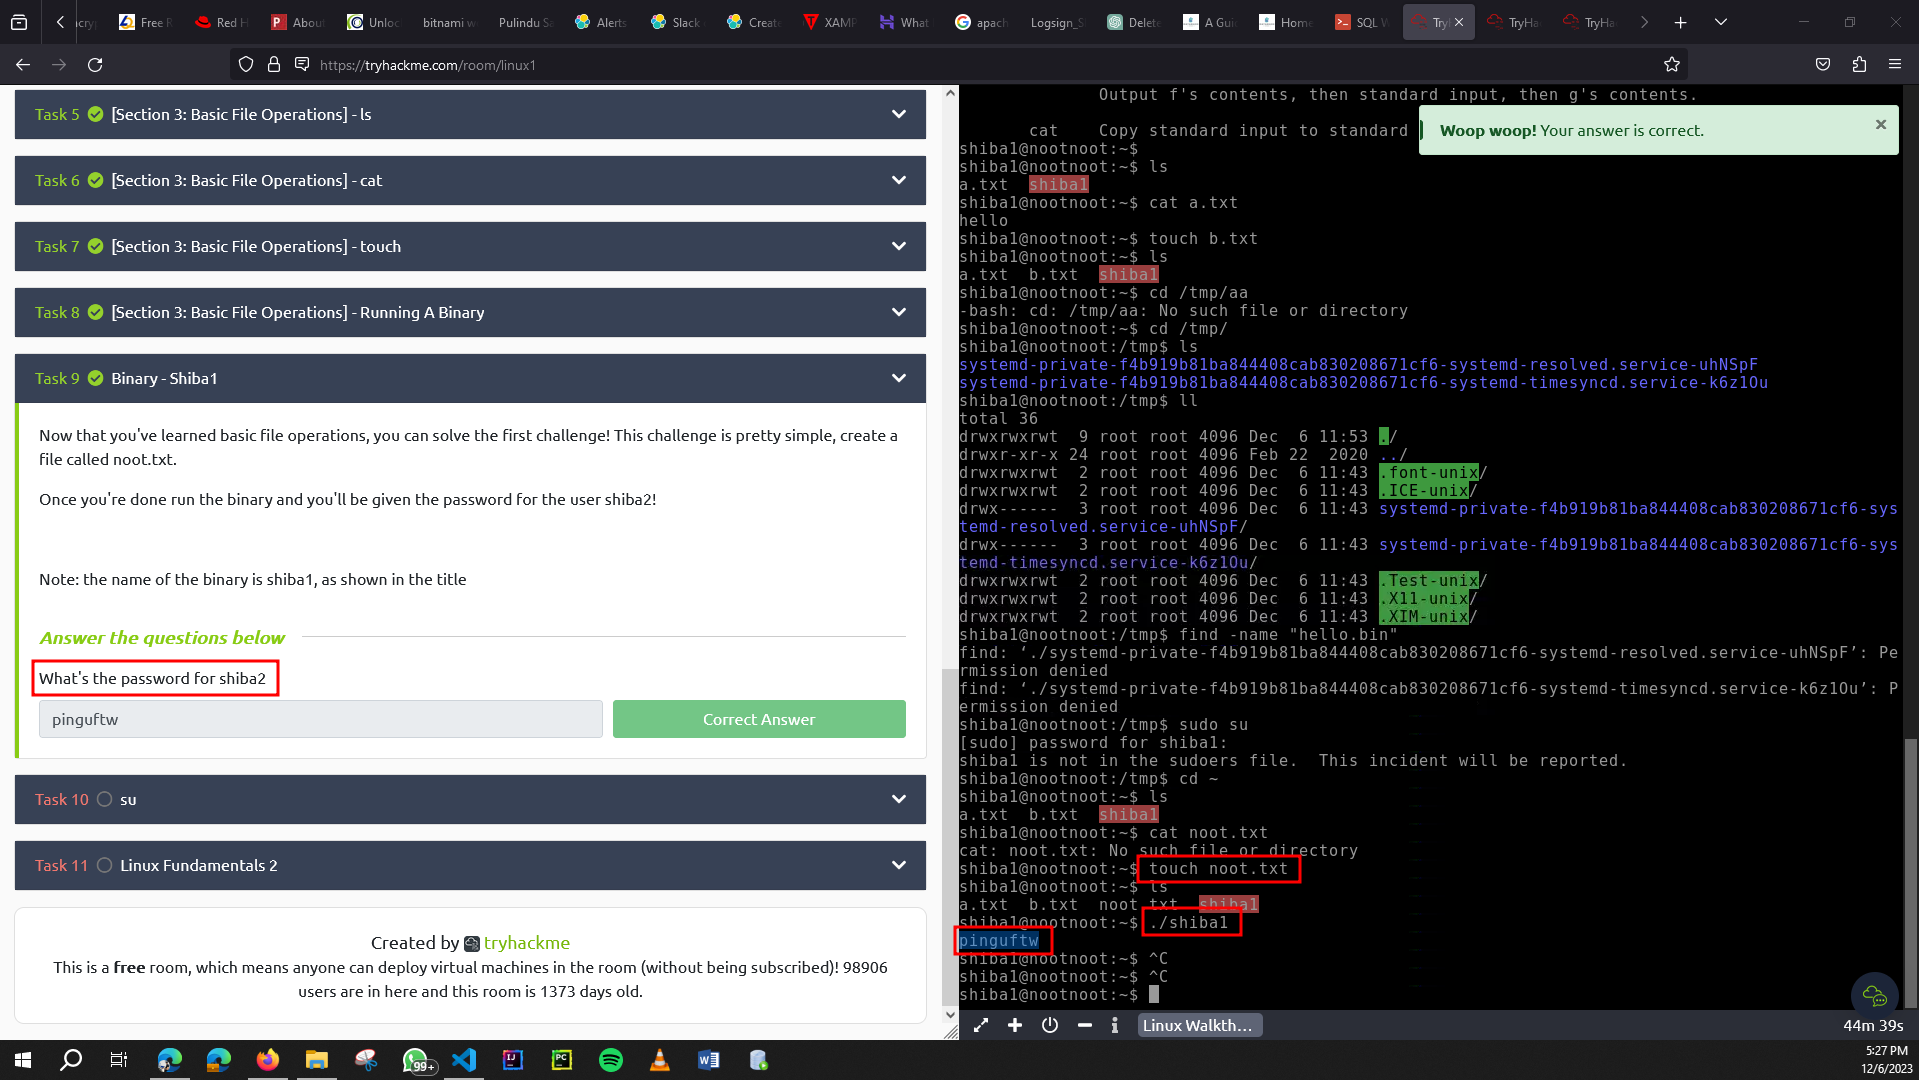 acryp
Free R
Red H
About
Unloc
bitnami w
Pulindu Sa
Alerts
Slack
Create
XAMP
What
apach
Logsign_S
Delete
A Gui
Home
SQL W
TryH
TryHa
TryHa
https://tryhackme.com/room/linux1
Task 5 [Section 3: Basic File Operations] - ls
Task 6 [Section 3: Basic File Operations] - cat
Task 7 [Section 3: Basic File Operations] - touch
Task 8 [Section 3: Basic File Operations] - Running A Binary
Task 9 Binary - Shiba1
Now that you've learned basic file operations, you can solve the first challenge! This challenge is pretty simple, create a
file called noot.txt.
Once you're done run the binary and you'll be given the password for the user shiba2!
Note: the name of the binary is shiba1, as shown in the title
Answer the questions below
What's the password for shiba2
pinguftw
Correct Answer
Task 10 su
Task 11 Linux Fundamentals 2
Created by tryhackme
This is a free room, which means anyone can deploy virtual machines in the room (without being subscribed)! 98906
users are in here and this room is 1373 days old.
Output f's contents, then standard input, then g's contents.
cat Copy standard input to standard
Woop woop! Your answer is correct.
shiba1@nootnoot:~$
shiba1@nootnoot:~$ ls
a.txt shiba1
shiba1@nootnoot:~$ cat a.txt
hello
shiba1@nootnoot:~$ touch b.txt
shiba1@nootnoot:~$ ls
a.txt b.txt shiba1
shiba1@nootnoot:~$ cd /tmp/aa
-bash: cd: /tmp/aa: No such file or directory
shiba1@nootnoot:~$ cd /tmp/
shiba1@nootnoot:/tmp$ ls
systemd-private-f4b919b81ba844408cab830208671cf6-systemd-resolved.service-uhNSpF
systemd-private-f4b919b81ba844408cab830208671cf6-systemd-timesyncd.service-k6z1Ou
shiba1@nootnoot:/tmp$ ll
total 36
drwxrwxrwt 9 root root 4096 Dec 6 11:53 ./
drwxr-xr-x 24 root root 4096 Feb 22 2020 ../
drwxrwxrwt 2 root root 4096 Dec 6 11:43 .font-unix/
drwxrwxrwt 2 root root 4096 Dec 6 11:43 .ICE-unix/
drwx------ 3 root root 4096 Dec 6 11:43 systemd-private-f4b919b81ba844408cab830208671cf6-sys
temd-resolved.service-uhNSpF/
drwx------ 3 root root 4096 Dec 6 11:43 systemd-private-f4b919b81ba844408cab830208671cf6-sys
temd-timesyncd.service-k6z1Ou/
drwxrwxrwt 2 root root 4096 Dec 6 11:43 .Test-unix/
drwxrwxrwt 2 root root 4096 Dec 6 11:43 .X11-unix/
drwxrwxrwt 2 root root 4096 Dec 6 11:43 .XIM-unix/
shiba1@nootnoot:/tmp$ find -name "hello.bin"
find: ‘./systemd-private-f4b919b81ba844408cab830208671cf6-systemd-resolved.service-uhNSpF’: Pe
rmission denied
find: ‘./systemd-private-f4b919b81ba844408cab830208671cf6-systemd-timesyncd.service-k6z1Ou’: P
ermission denied
shiba1@nootnoot:/tmp$ sudo su
[sudo] password for shiba1:
shiba1 is not in the sudoers file. This incident will be reported.
shiba1@nootnoot:/tmp$ cd ~
shiba1@nootnoot:~$ ls
a.txt b.txt shiba1
shiba1@nootnoot:~$ cat noot.txt
cat: noot.txt: No such file or directory
shiba1@nootnoot:~$ touch noot.txt
shiba1@nootnoot:~$ ls
a.txt b.txt noot.txt shiba1
shiba1@nootnoot:~$ ./shiba1
pinguftw
shiba1@nootnoot:~$ ^C
shiba1@nootnoot:~$ ^C
shiba1@nootnoot:~$
Linux Walkth...
44m 39s
99+
5:27 PM
12/6/2023